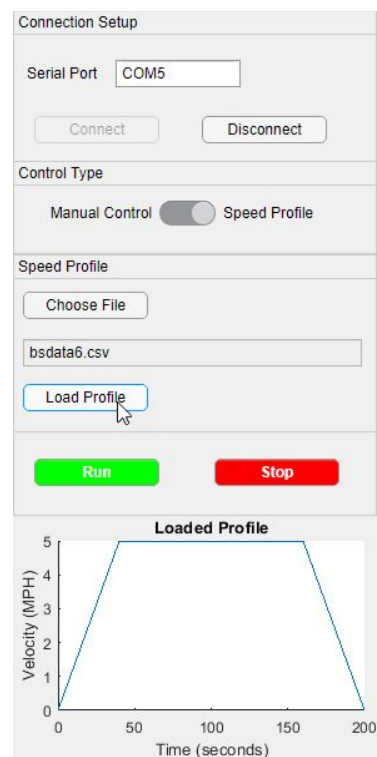 Connection Setup
Serial Port COM5
Connect Disconnect
Control Type
Manual Control Speed Profile
Speed Profile
Choose File
bsdata6.csv
Load Profile
Run Stop
Loaded Profile
5
4
3
2
1
0
Velocity (MPH)
0 50 100 150 200
Time (seconds)